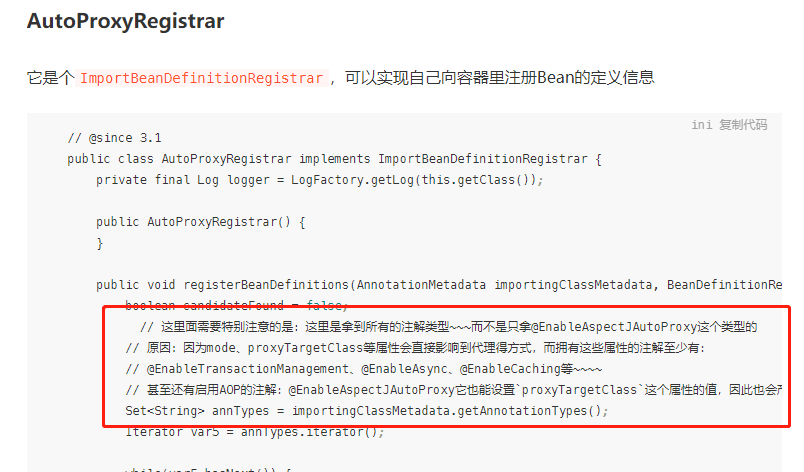 AutoProxyRegistrar
它是个 ImportBeanDefinitionRegistrar ，可以实现自己向容器里注册Bean的定义信息
ini 复制代码
// @since 3.1
public class AutoProxyRegistrar implements ImportBeanDefinitionRegistrar {
private final Log logger = LogFactory.getLog(this.getClass());
public AutoProxyRegistrar() {
}
public void registerBeanDefinitions(AnnotationMetadata importingClassMetadata, BeanDefinitionRe
boolean candidateFound = false;
// 这里面需要特别注意的是：这里是拿到所有的注解类型~~~而不是只拿@EnableAspectJAutoProxy这个类型的
// 原因：因为mode、proxyTargetClass等属性会直接影响到代理得方式，而拥有这些属性的注解至少有：
// @EnableTransactionManagement、@EnableAsync、@EnableCaching等~~~~
// 甚至还有启用AOP的注解：@EnableAspectJAutoProxy它也能设置`proxyTargetClass`这个属性的值，因此也会
Set<String> annTypes = importingClassMetadata.getAnnotationTypes();
Iterator var5 = annTypes.iterator();
while(var5.hasNext()) {